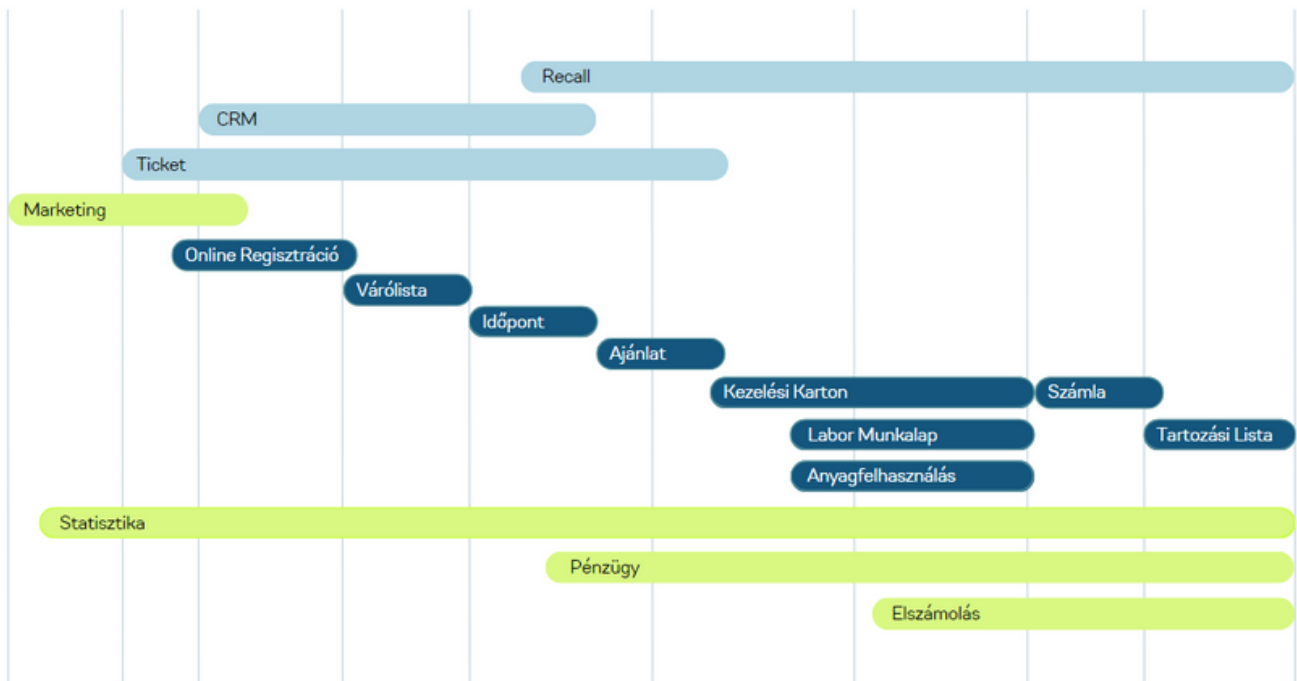 Recall
CRM
Ticket
Marketing
Online Regisztráció
Várólista
Időpont
Ajánlat
Kezelési Karton
Számla
Labor Munkalap
Tartozási Lista
Anyagfelhasználás
Statisztika
Pénzügy
Elszámolás